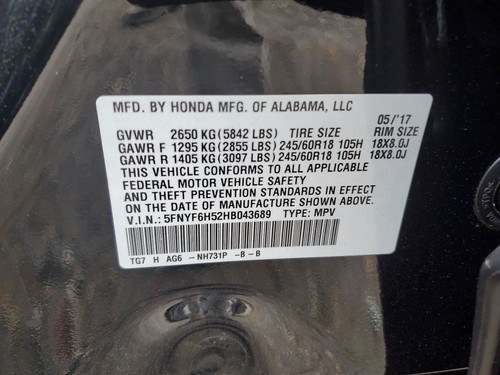 MFD. BY HONDA MFG. OF ALABAMA, LLC
05/'17
GVWR 2650 KG (5842 LBS) TIRE SIZE RIM SIZE
GAWR F 1295 KG (2855 LBS) 245/60R18 105H 18X8.0J
GAWR R 1405 KG (3097 LBS) 245/60R18 105H 18X8.0J
THIS VEHICLE CONFORMS TO ALL APPLICABLE
FEDERAL MOTOR VEHICLE SAFETY
AND THEFT PREVENTION STANDARDS IN EFFECT
ON THE DATE OF MANUFACTURE SHOWN ABOVE.
V.I.N.: 5FNYF6H52HB043689 TYPE: MPV
TG7 H AG6 -NH731P -B-B